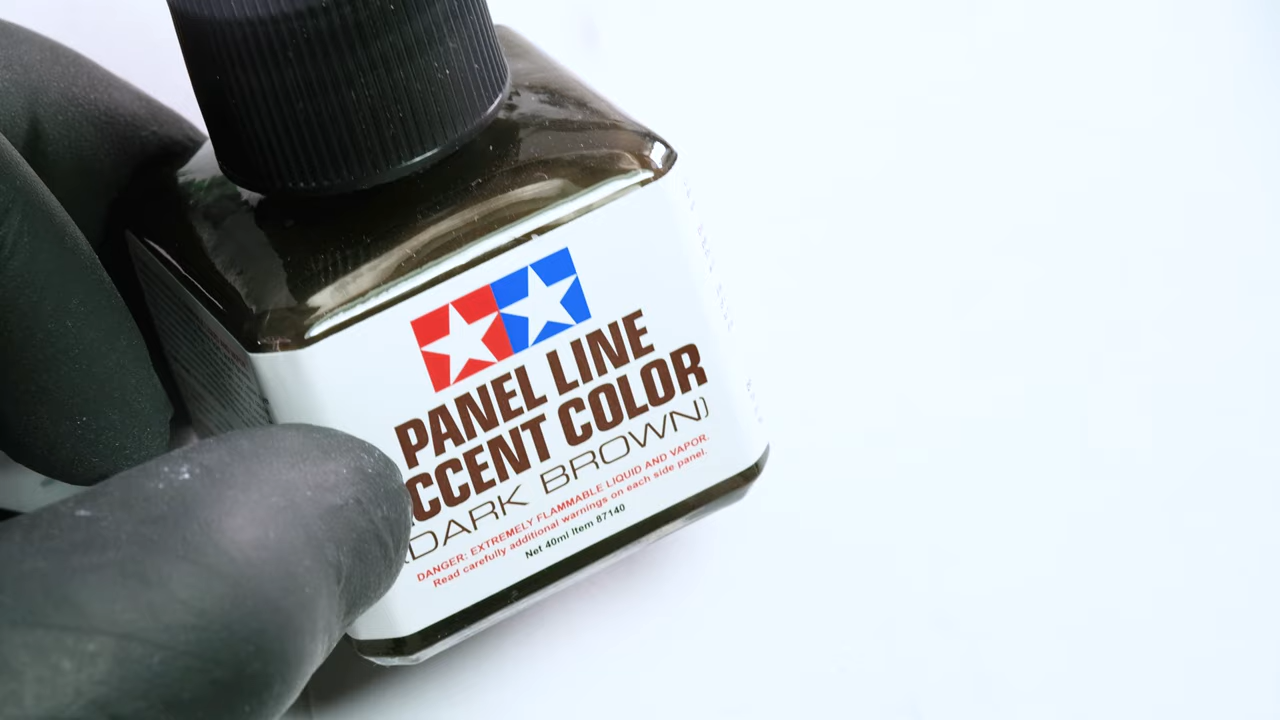 PANEL LINE
CCENT COLOR
(DARK BROWN)
DANGER: EXTREMELY FLAMMABLE LIQUID AND VAPOR.
Read carefully additional warnings on each side panel.
Net 40ml Item 87140